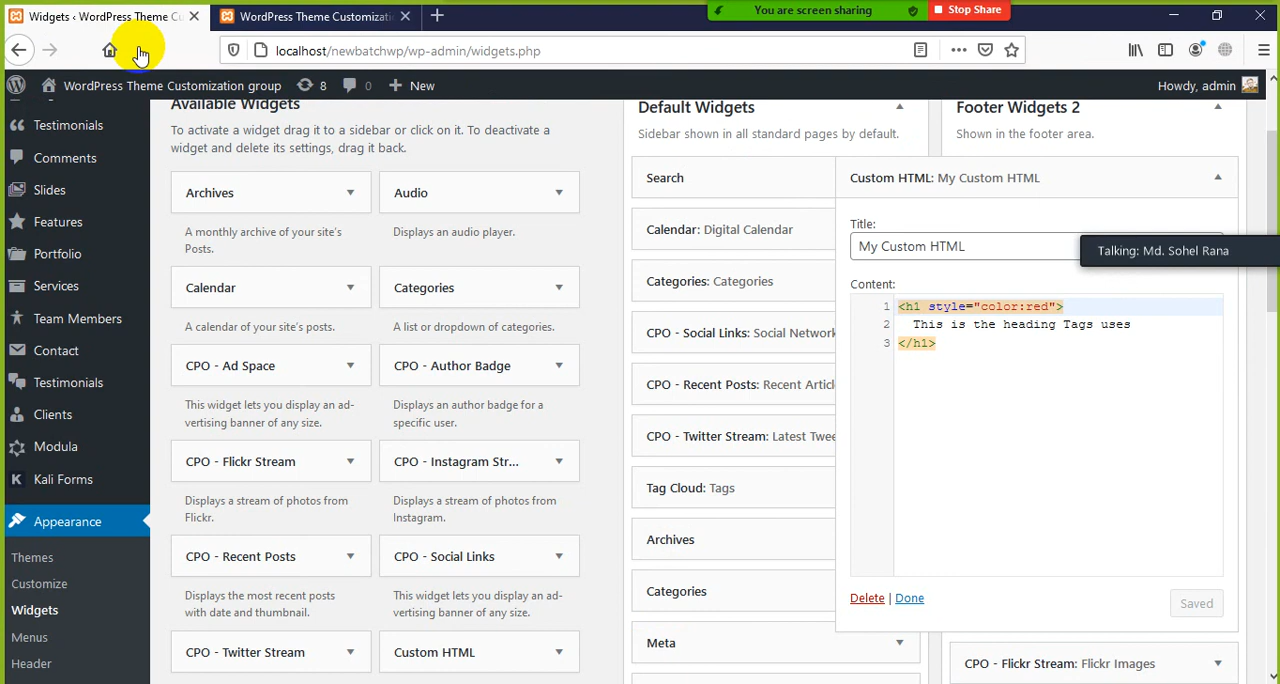 Widgets ‹ WordPress Theme Cu
WordPress Theme Customizati
You are screen sharing
Stop Share
localhost/newbatchwp/wp-admin/widgets.php
WordPress Theme Customization group
8
0
New
Howdy, admin
Testimonials
Comments
Slides
Features
Portfolio
Services
Team Members
Contact
Testimonials
Clients
Modula
Kali Forms
Appearance
Themes
Customize
Widgets
Menus
Header
Available Widgets
To activate a widget drag it to a sidebar or click on it. To deactivate a
widget and delete its settings, drag it back.
Archives
A monthly archive of your site's
Posts.
Audio
Displays an audio player.
Calendar
A calendar of your site's posts.
Categories
A list or dropdown of categories.
CPO - Ad Space
This widget lets you display an ad-
vertising banner of any size.
CPO - Author Badge
Displays an author badge for a
specific user.
CPO - Flickr Stream
Displays a stream of photos from
Flickr.
CPO - Instagram Str...
Displays a stream of photos from
Instagram.
CPO - Recent Posts
Displays the most recent posts
with date and thumbnail.
CPO - Social Links
This widget lets you display an ad-
vertising banner of any size.
CPO - Twitter Stream
Custom HTML
Default Widgets
Sidebar shown in all standard pages by default.
Search
Calendar: Digital Calendar
Categories: Categories
CPO - Social Links: Social Network
CPO - Recent Posts: Recent Article
CPO - Twitter Stream: Latest Twee
Tag Cloud: Tags
Archives
Categories
Meta
Footer Widgets 2
Shown in the footer area.
Custom HTML: My Custom HTML
Title:
My Custom HTML
Talking: Md. Sohel Rana
Content:
1 <h1 style="color:red">
2 This is the heading Tags uses
3 </h1>
Delete | Done
Saved
CPO - Flickr Stream: Flickr Images